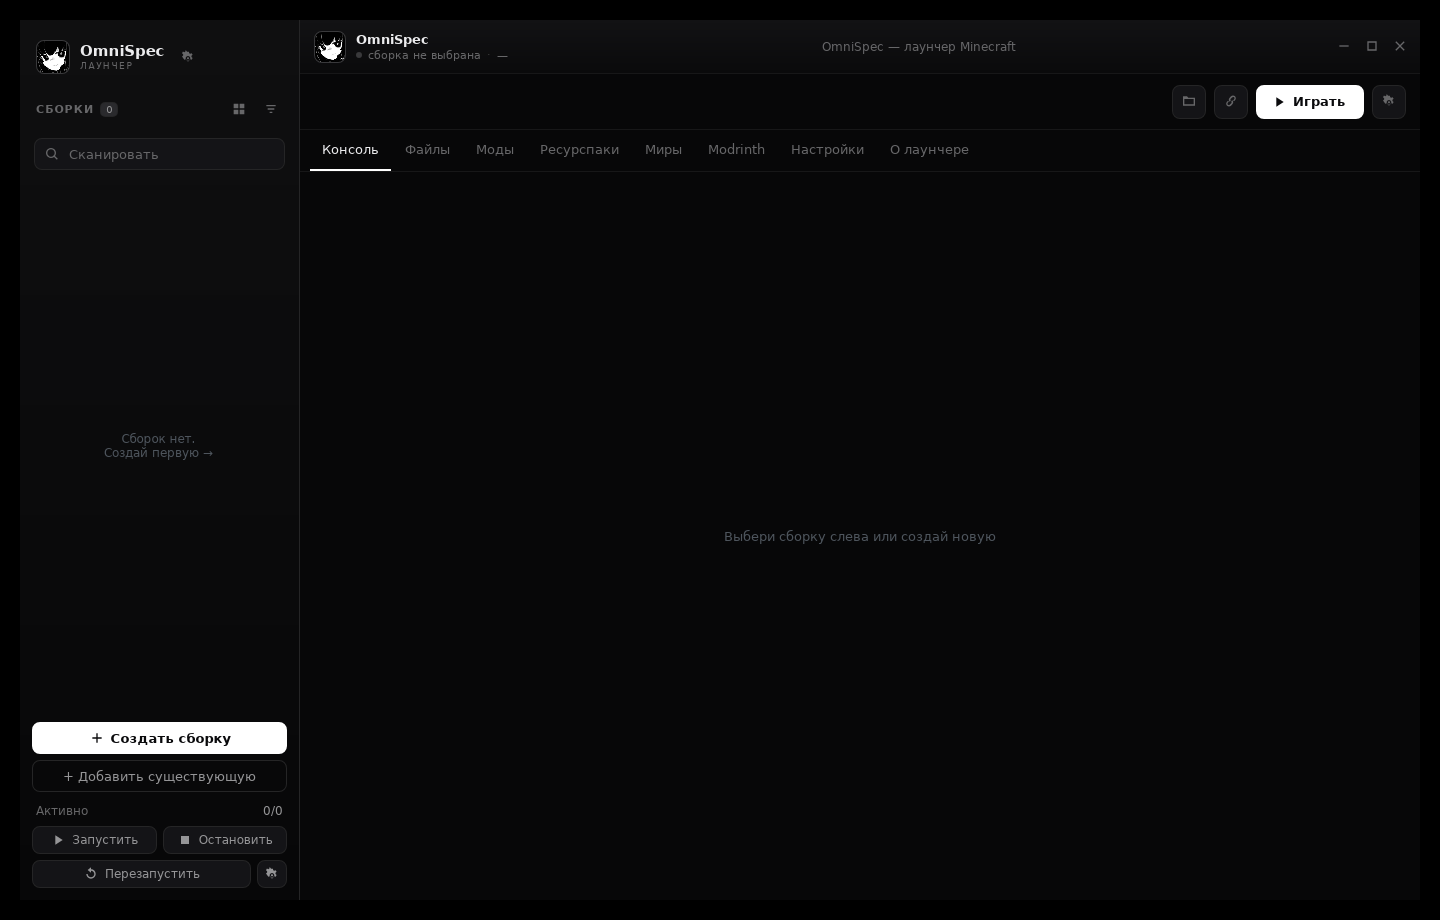 OmniSpec
ЛАУНЧЕР
СБОРКИ 0
Сканировать
Сборок нет.
Создай первую →
+ Создать сборку
+ Добавить существующую
Активно 0/0
Запустить
Остановить
Перезапустить
OmniSpec
сборка не выбрана · —
OmniSpec — лаунчер Minecraft
Играть
Консоль Файлы Моды Ресурспаки Миры Modrinth Настройки О лаунчере
Выбери сборку слева или создай новую